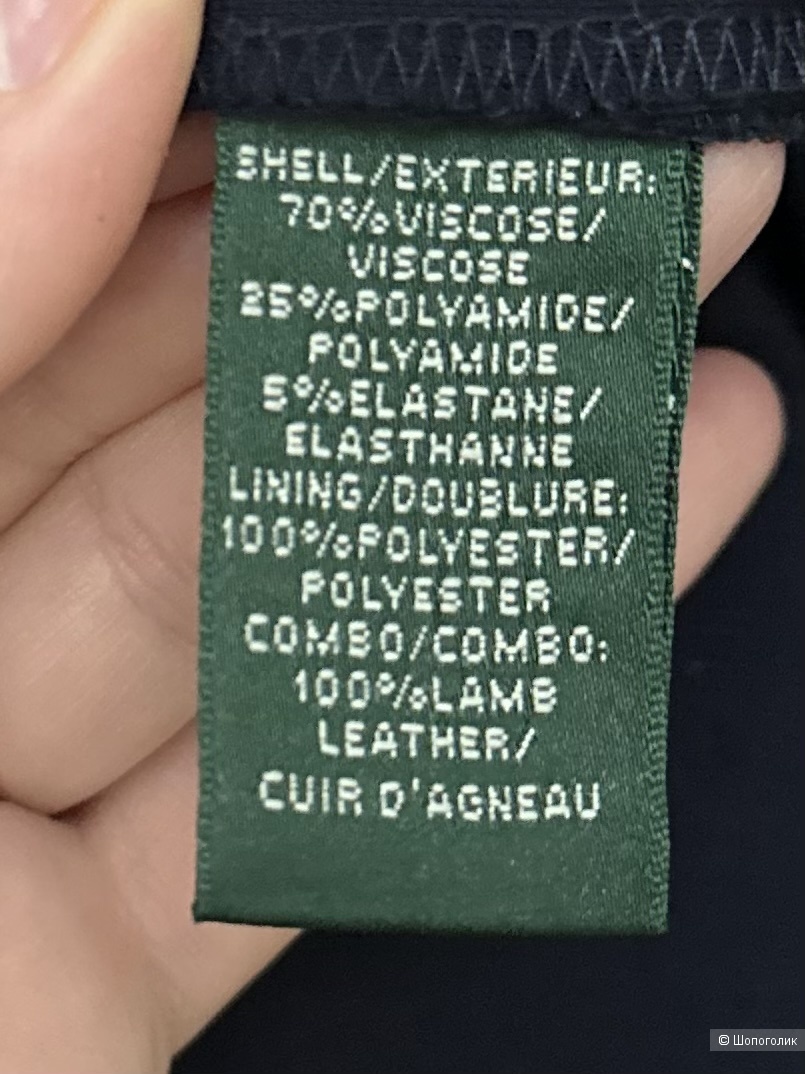 SHELL/EXTERIEUR:
70%VISCOSE/
VISCOSE
25%POLYAMIDE/
POLYAMIDE
5%ELASTANE/
ELASTHANNE
LINING/DOUBLURE:
100%POLYESTER/
POLYESTER
COMBO/COMBO:
100%LAMB
LEATHER/
CUIR D'AGNEAU
© Шопоголик